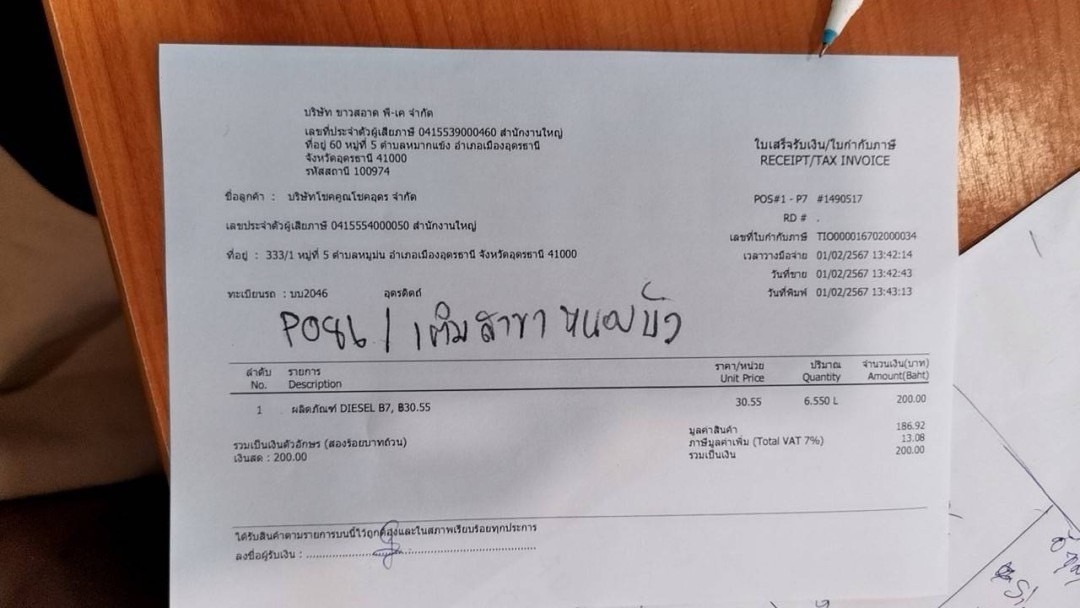 บริษัท ขาวสอาด พี-เค จำกัด
เลขที่ประจำตัวผู้เสียภาษี 0415539000460 สำนักงานใหญ่
ที่อยู่ 60 หมู่ที่ 5 ตำบลหมากแข้ง อำเภอเมืองอุดรธานี
จังหวัดอุดรธานี 41000
รหัสสถานี 100974
ใบเสร็จรับเงิน/ใบกำกับภาษี
RECEIPT/TAX INVOICE
ชื่อลูกค้า : บริษัทโชคคูณโชคอุดร จำกัด
POS#1 - P7 #1490517
RD # .
เลขประจำตัวผู้เสียภาษี 0415554000050 สำนักงานใหญ่
เลขที่ใบกำกับภาษี TIO000016702000034
ที่อยู่ : 333/1 หมู่ที่ 5 ตำบลหมูม่น อำเภอเมืองอุดรธานี จังหวัดอุดรธานี 41000
เวลาวางมือจ่าย 01/02/2567 13:42:14
วันที่ขาย 01/02/2567 13:42:43
ทะเบียนรถ : บบ2046 อุตรดิตถ์
วันที่พิมพ์ 01/02/2567 13:43:13
P086 / เติมสาขา หนองบัว
ลำดับ รายการ ราคา/หน่วย ปริมาณ จำนวนเงิน(บาท)
No. Description Unit Price Quantity Amount(Baht)
1 ผลิตภัณฑ์ DIESEL B7, ฿30.55 30.55 6.550 L 200.00
มูลค่าสินค้า 186.92
รวมเป็นเงินตัวอักษร (สองร้อยบาทถ้วน) ภาษีมูลค่าเพิ่ม (Total VAT 7%) 13.08
เงินสด : 200.00 รวมเป็นเงิน 200.00
ได้รับสินค้าตามรายการบนนี้ไว้ถูกต้องและในสภาพเรียบร้อยทุกประการ
ลงชื่อผู้รับเงิน :